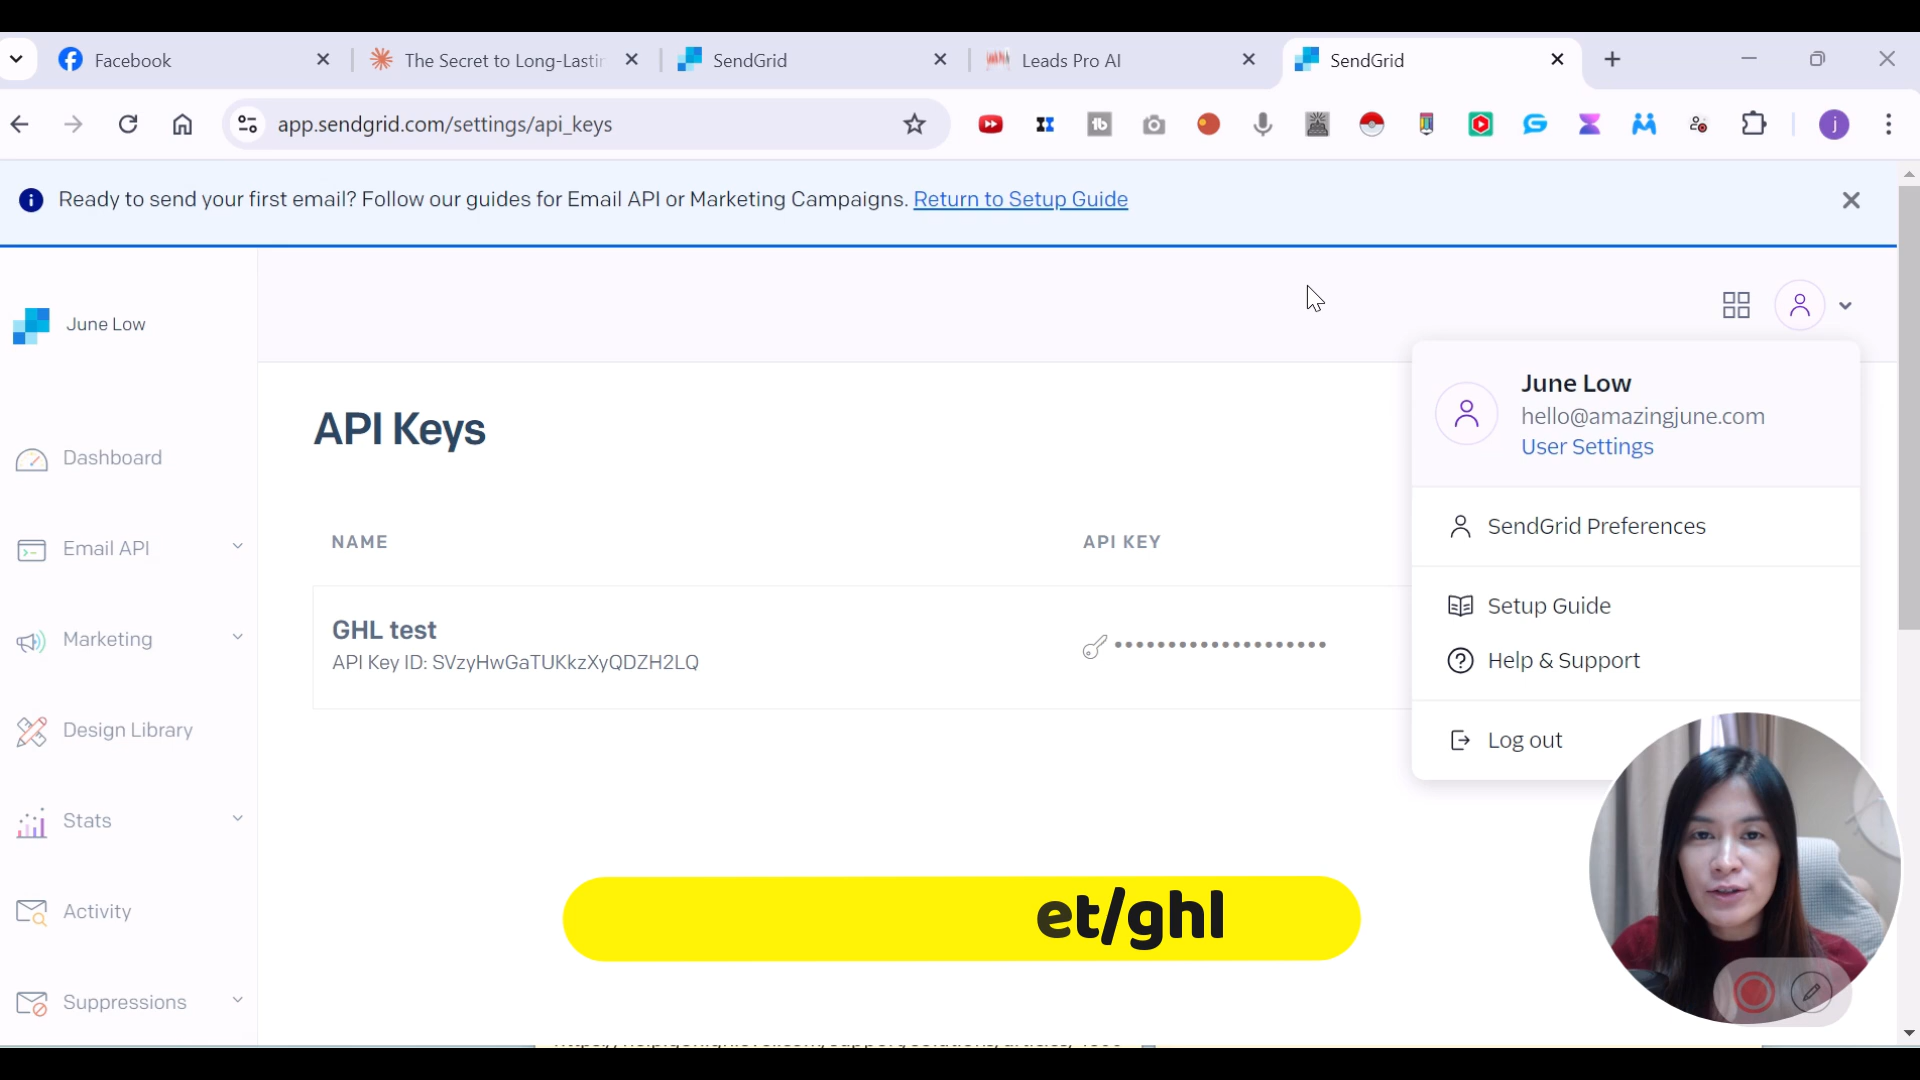 Facebook
The Secret to Long-Lastin
SendGrid
Leads Pro AI
SendGrid
app.sendgrid.com/settings/api_keys
j
Ready to send your first email? Follow our guides for Email API or Marketing Campaigns. Return to Setup Guide
June Low
Dashboard
Email API
Marketing
Design Library
Stats
Activity
Suppressions
API Keys
NAME
API KEY
GHL test
API Key ID: SVzyHwGaTUKkzXyQDZH2LQ
June Low
hello@amazingjune.com
User Settings
SendGrid Preferences
Setup Guide
Help & Support
Log out
et/ghl